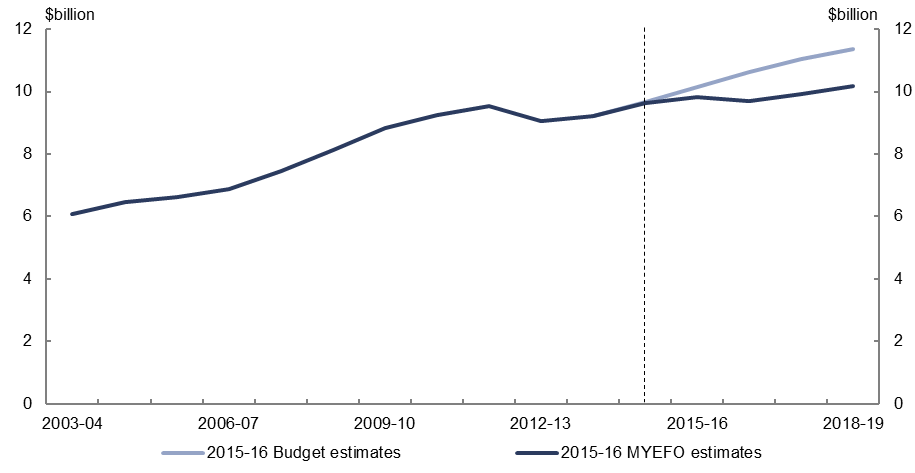 $billion $billion
12 12
10 10
8 8
6 6
4 4
2 2
0 0
2003-04 2006-07 2009-10 2012-13 2015-16 2018-19
2015-16 Budget estimates 2015-16 MYEFO estimates